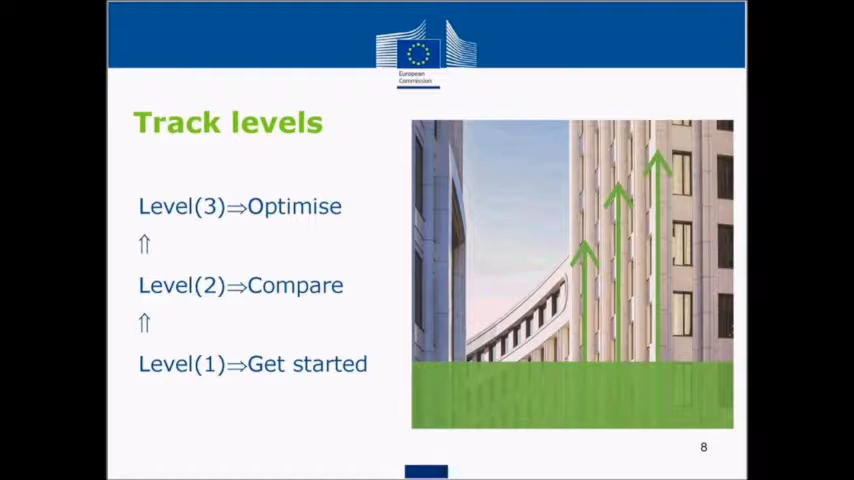 European
Commission
Track levels
Level(3)⇒Optimise
⇑
Level(2)⇒Compare
⇑
Level(1)⇒Get started
8